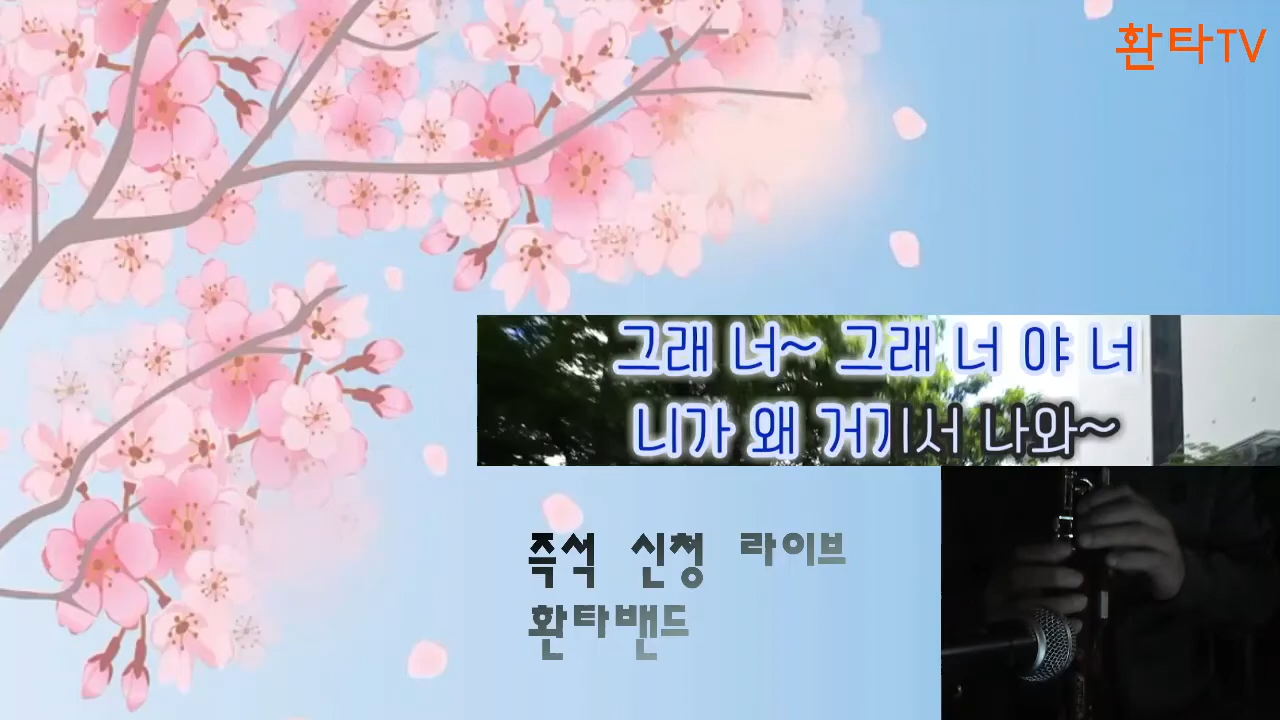 환타TV
그래 너~ 그래 너 야 너
니가 왜 거기서 나와~
즉석 신청 라이브
환타밴드